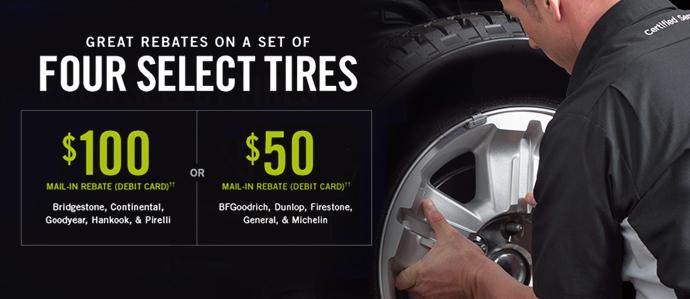 GREAT REBATES ON A SET OF
FOUR SELECT TIRES
$100
MAIL-IN REBATE (DEBIT CARD)††
Bridgestone, Continental,
Goodyear, Hankook, & Pirelli
OR
$50
MAIL-IN REBATE (DEBIT CARD)††
BFGoodrich, Dunlop, Firestone,
General, & Michelin
Certified